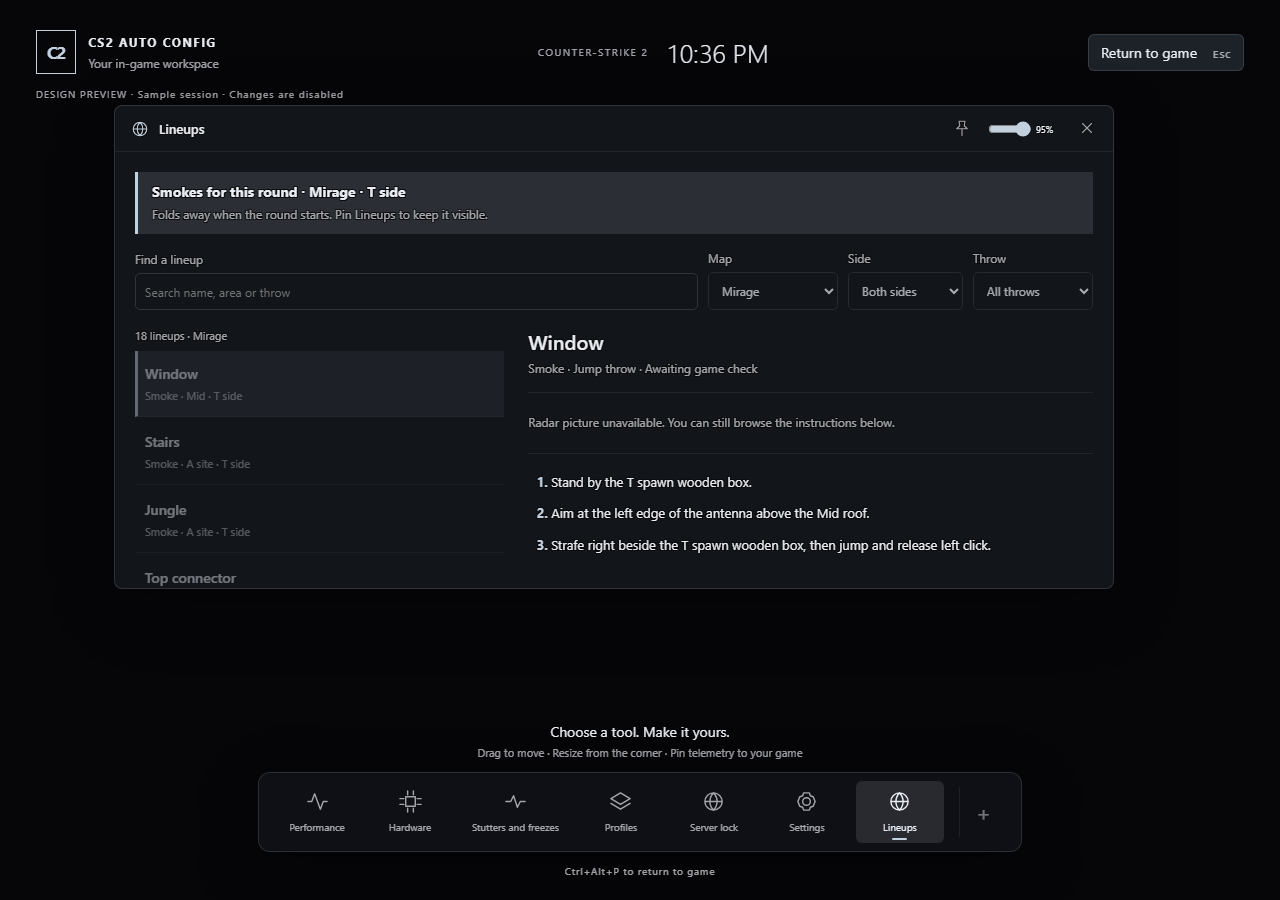 C2
CS2 AUTO CONFIG
Your in-game workspace
COUNTER-STRIKE 2
10:36 PM
Return to game Esc
DESIGN PREVIEW · Sample session · Changes are disabled
Lineups
95%
Smokes for this round · Mirage · T side
Folds away when the round starts. Pin Lineups to keep it visible.
Find a lineup
Search name, area or throw
Map
Mirage
Side
Both sides
Throw
All throws
18 lineups · Mirage
Window
Smoke · Mid · T side
Stairs
Smoke · A site · T side
Jungle
Smoke · A site · T side
Top connector
Window
Smoke · Jump throw · Awaiting game check
Radar picture unavailable. You can still browse the instructions below.
1. Stand by the T spawn wooden box.
2. Aim at the left edge of the antenna above the Mid roof.
3. Strafe right beside the T spawn wooden box, then jump and release left click.
Choose a tool. Make it yours.
Drag to move · Resize from the corner · Pin telemetry to your game
Performance
Hardware
Stutters and freezes
Profiles
Server lock
Settings
Lineups
+
Ctrl+Alt+P to return to game